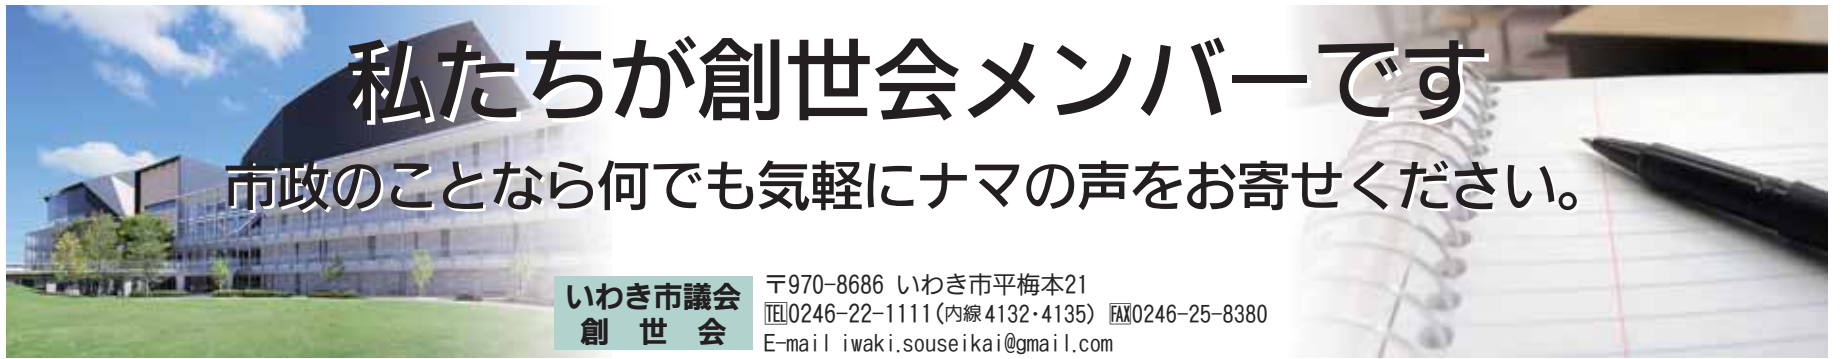 私たちが創世会メンバーです
市政のことなら何でも気軽にナマの声をお寄せください。
いわき市議会
創　世　会
〒970-8686 いわき市平梅本21
℡0246-22-1111(内線4132・4135) FAX0246-25-8380
E-mail iwaki.souseikai@gmail.com